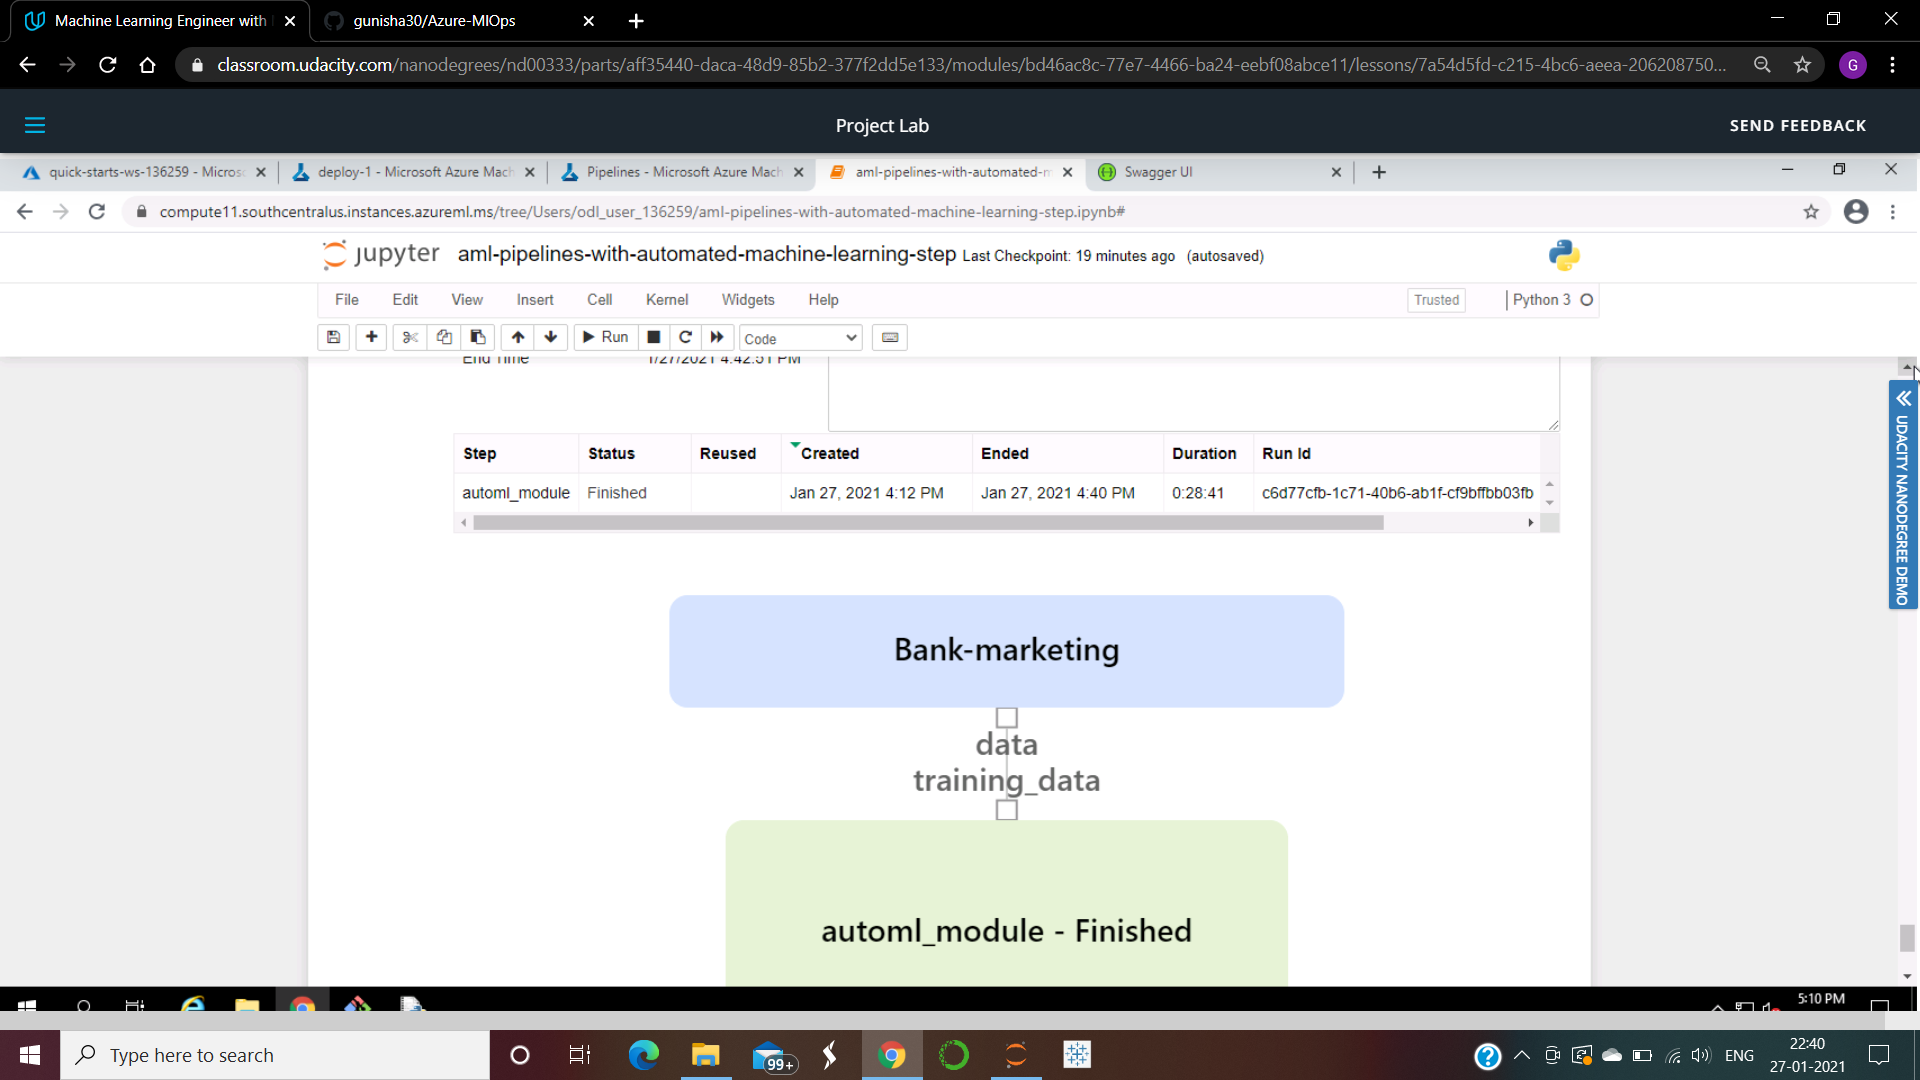 Machine Learning Engineer with
gunisha30/Azure-MlOps
classroom.udacity.com/nanodegrees/nd00333/parts/aff35440-daca-48d9-85b2-377f2dd5e133/modules/bd46ac8c-77e7-4466-ba24-eebf08abce11/lessons/7a54d5fd-c215-4bc6-aeea-206208750...
G
Project Lab
SEND FEEDBACK
quick-starts-ws-136259 - Micros
deploy-1 - Microsoft Azure Mach
Pipelines - Microsoft Azure Mach
aml-pipelines-with-automated-m
Swagger UI
compute11.southcentralus.instances.azureml.ms/tree/Users/odl_user_136259/aml-pipelines-with-automated-machine-learning-step.ipynb#
jupyter aml-pipelines-with-automated-machine-learning-step Last Checkpoint: 19 minutes ago (autosaved)
File Edit View Insert Cell Kernel Widgets Help
Trusted
Python 3
Run
Code
End Time 1/27/2021 4:42:51 PM
Step Status Reused Created Ended Duration Run Id
automl_module Finished Jan 27, 2021 4:12 PM Jan 27, 2021 4:40 PM 0:28:41 c6d77cfb-1c71-40b6-ab1f-cf9bffbb03fb
UDACITY NANODEGREE DEMO
Bank-marketing
data
training_data
automl_module - Finished
5:10 PM
Type here to search
99+
ENG
22:40
27-01-2021